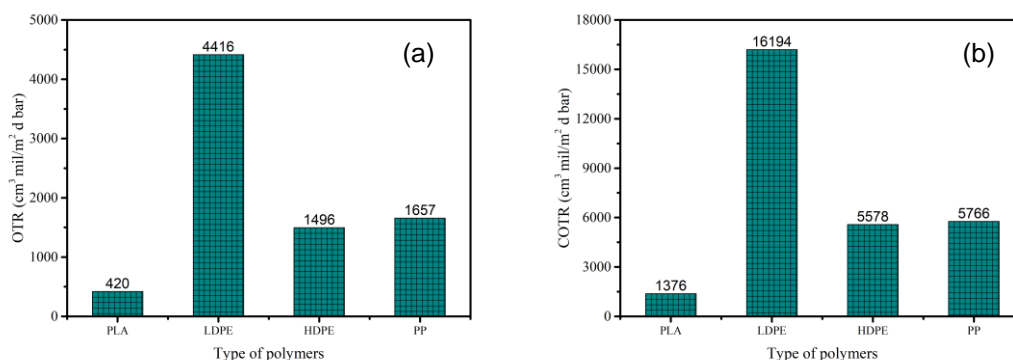 (a)
OTR (cm³ mil/m² d bar)
5000
4000
3000
2000
1000
0
420
4416
1496
1657
PLA
LDPE
HDPE
PP
Type of polymers
(b)
COTR (cm³ mil/m² d bar)
18000
15000
12000
9000
6000
3000
0
1376
16194
5578
5766
PLA
LDPE
HDPE
PP
Type of polymers